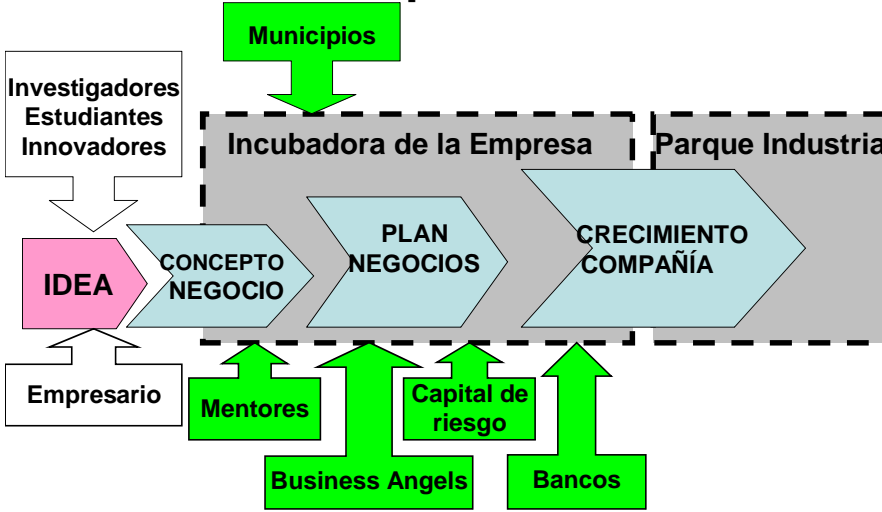 Municipios
Investigadores
Estudiantes
Innovadores
Incubadora de la Empresa
Parque Industria
IDEA
CONCEPTO
NEGOCIO
PLAN
NEGOCIOS
CRECIMIENTO
COMPAÑÍA
Empresario
Mentores
Capital de
riesgo
Business Angels
Bancos